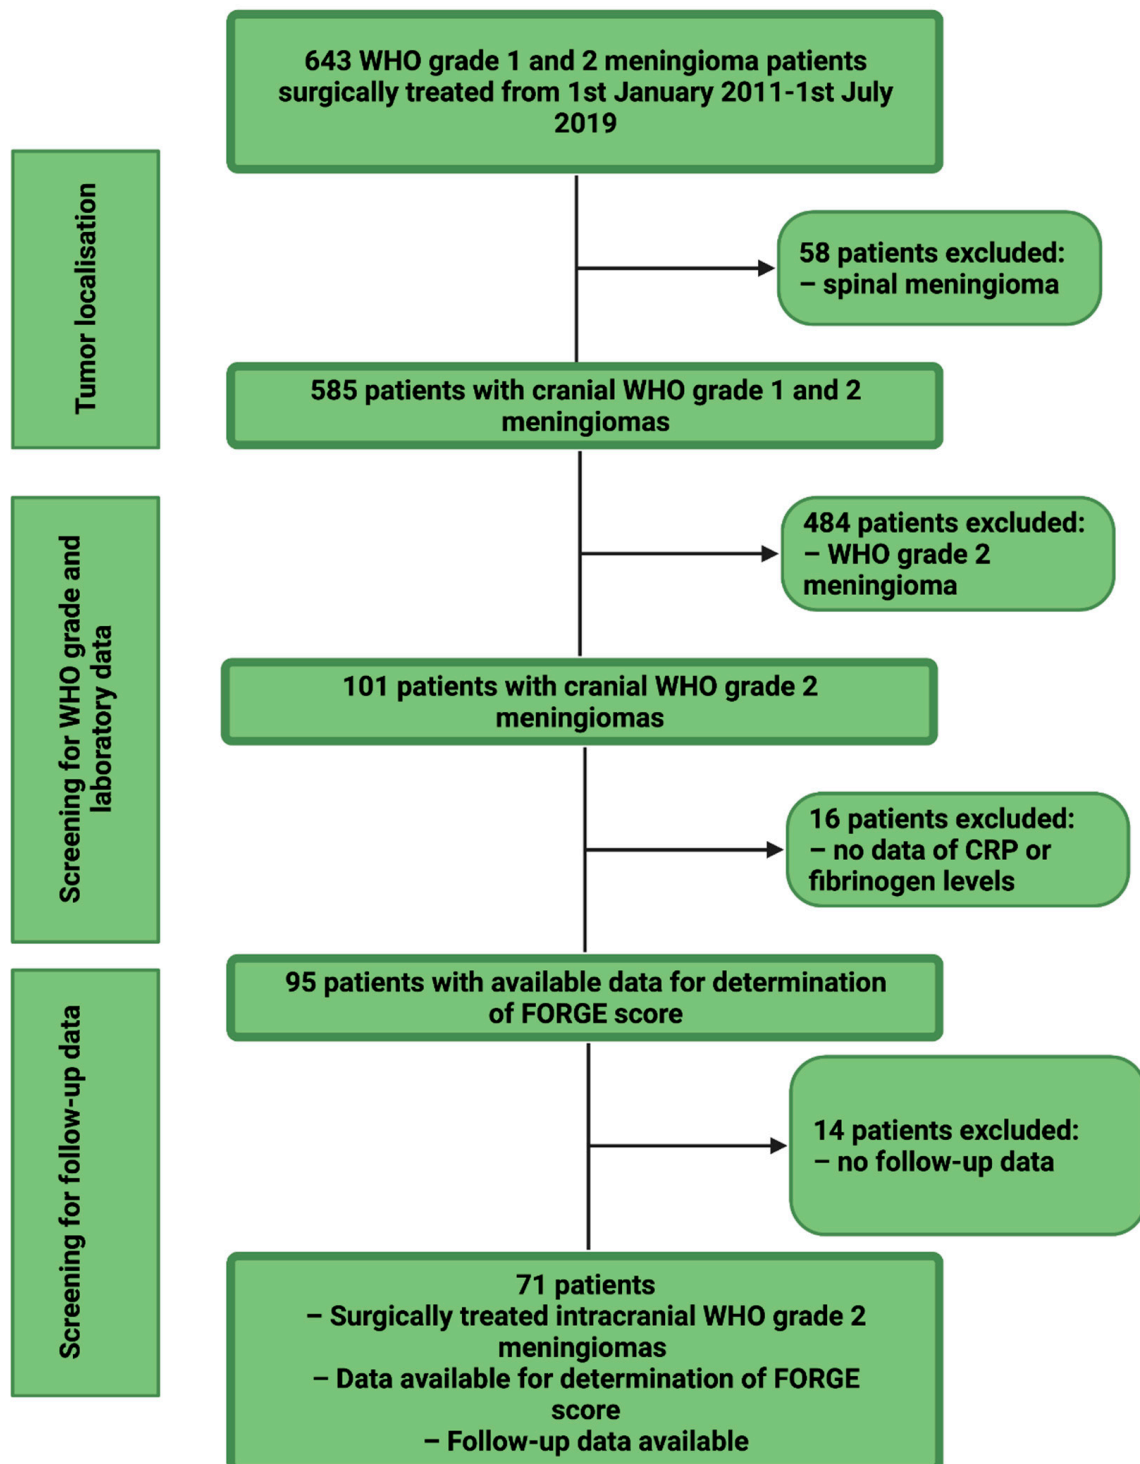 643 WHO grade 1 and 2 meningioma patients
surgically treated from 1st January 2011-1st July
2019
Tumor localisation
58 patients excluded:
– spinal meningioma
585 patients with cranial WHO grade 1 and 2
meningiomas
Screening for WHO grade and
laboratory data
484 patients excluded:
– WHO grade 2
meningioma
101 patients with cranial WHO grade 2
meningiomas
16 patients excluded:
– no data of CRP or
fibrinogen levels
95 patients with available data for determination
of FORGE score
Screening for follow-up data
14 patients excluded:
– no follow-up data
71 patients
– Surgically treated intracranial WHO grade 2
meningiomas
– Data available for determination of FORGE
score
– Follow-up data available